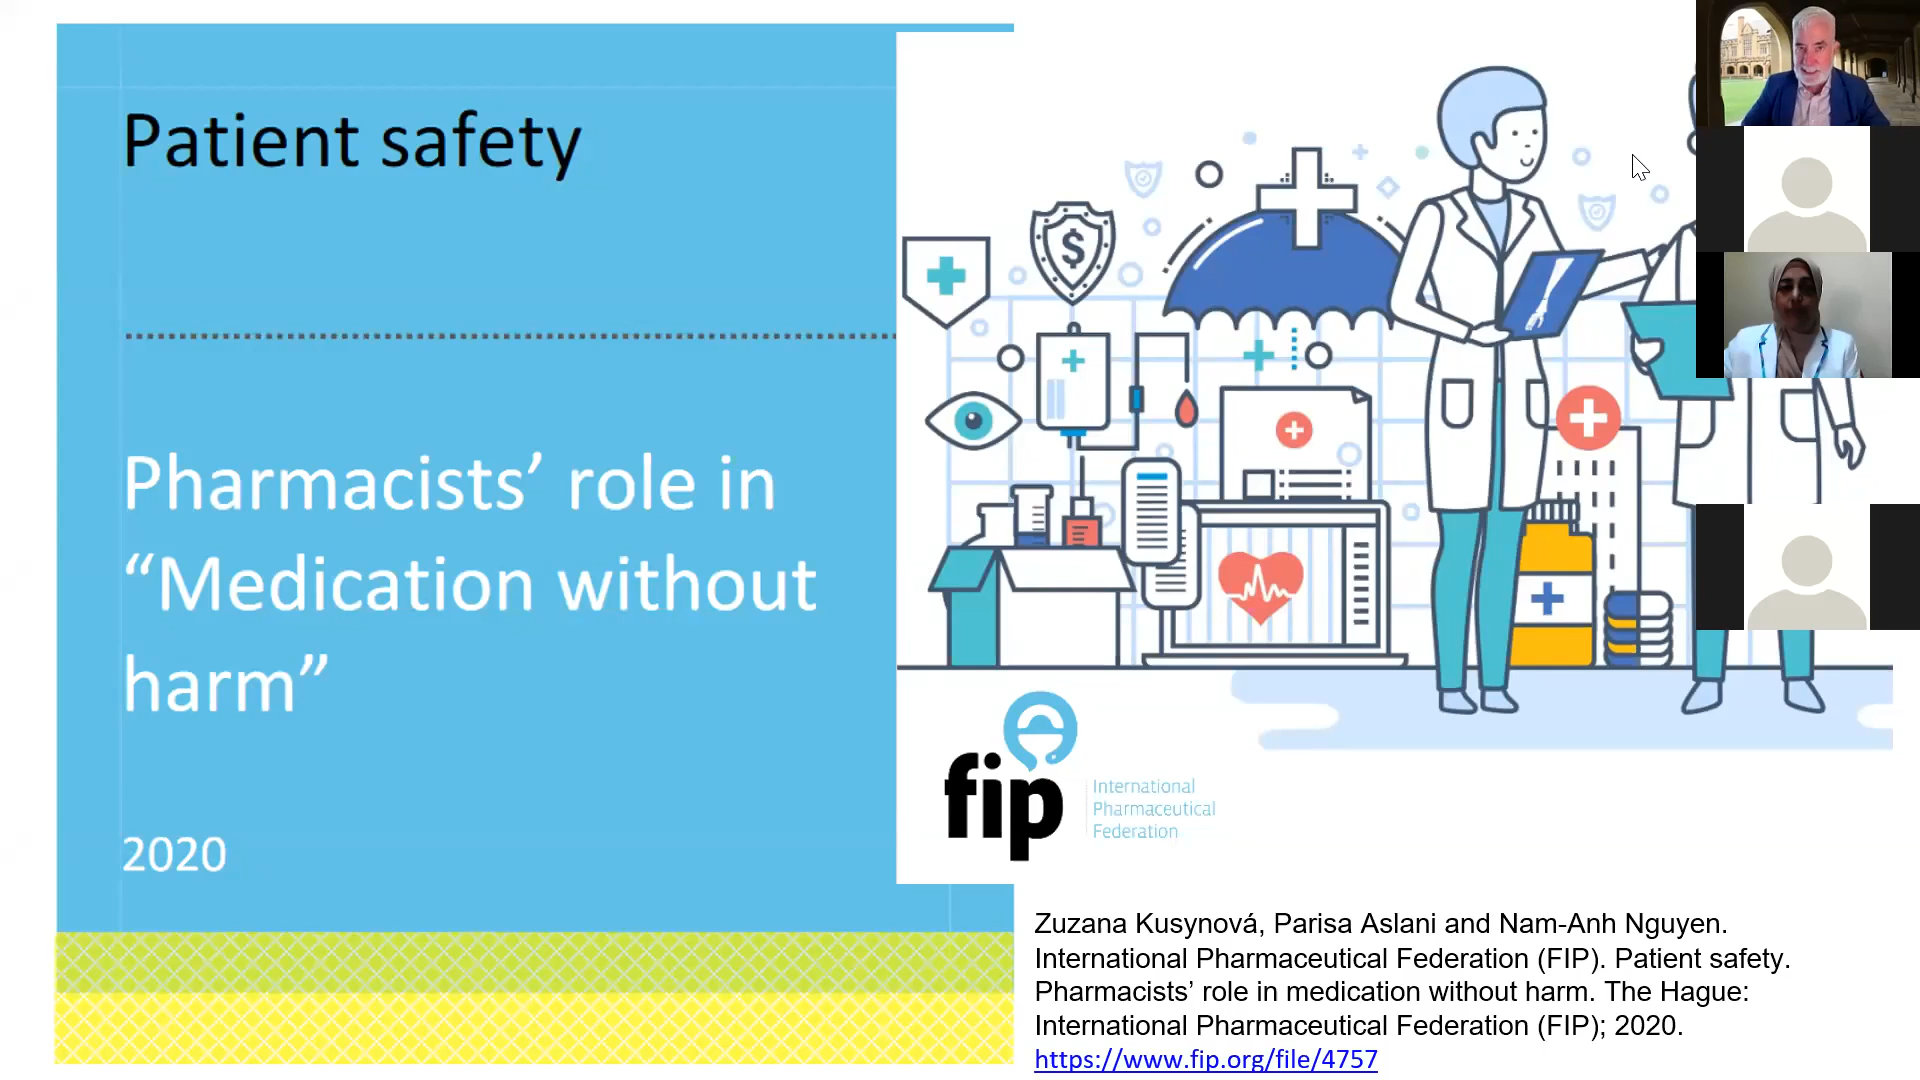 Patient safety
Pharmacists’ role in
“Medication without
harm”
2020
$
fip
International
Pharmaceutical
Federation
Zuzana Kusynová, Parisa Aslani and Nam-Anh Nguyen.
International Pharmaceutical Federation (FIP). Patient safety.
Pharmacists’ role in medication without harm. The Hague:
International Pharmaceutical Federation (FIP); 2020.
https://www.fip.org/file/4757